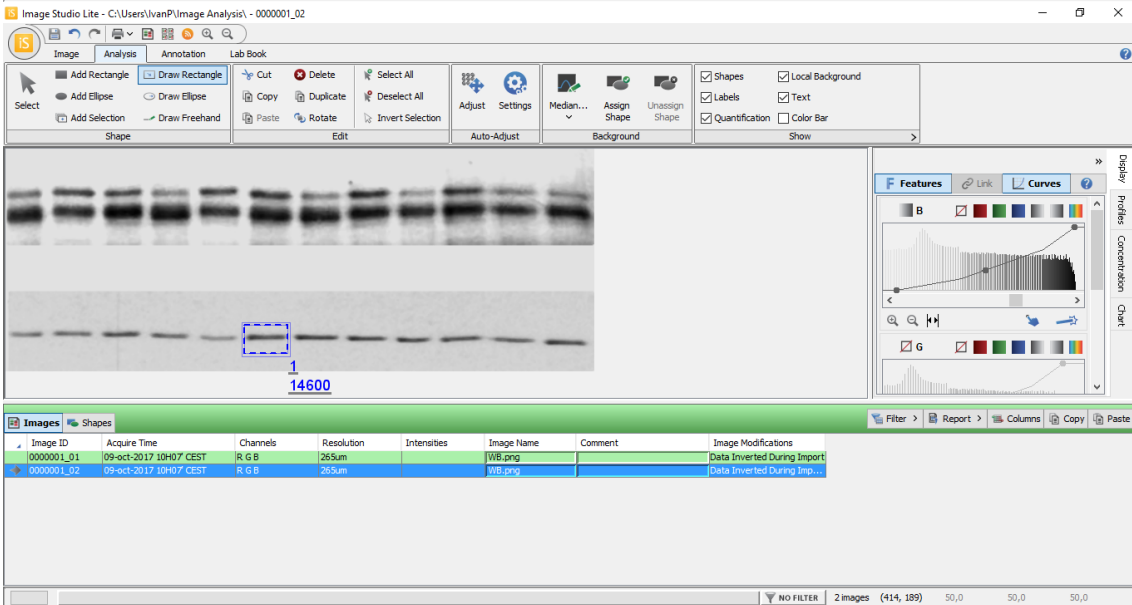 iS Image Studio Lite - C:\Users\IvanP\Image Analysis\ - 0000001_02
iS
Image Analysis Annotation Lab Book
Select
Add Rectangle Draw Rectangle
Add Ellipse Draw Ellipse
Add Selection Draw Freehand
Shape
Cut Delete Select All
Copy Duplicate Deselect All
Paste Rotate Invert Selection
Edit
Adjust Settings
Auto-Adjust
Median... Assign Shape Unassign Shape
Background
Shapes Local Background
Labels Text
Quantification Color Bar
Show >
1
14600
»
F Features Link Curves ?
B
G
Display
Profiles
Concentration
Chart
Images Shapes
Filter > Report > Columns Copy Paste
Image ID Acquire Time Channels Resolution Intensities Image Name Comment Image Modifications
0000001_01 09-oct-2017 10H07' CEST R G B 265um WB.png Data Inverted During Import
0000001_02 09-oct-2017 10H07' CEST R G B 265um WB.png Data Inverted During Imp...
NO FILTER 2 images (414, 189) 50,0 50,0 50,0